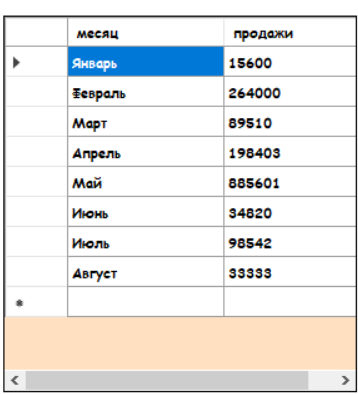 месяц продажи
Январь 15600
Февраль 264000
Март 89510
Апрель 198403
Май 885601
Июнь 34820
Июль 98542
Август 33333